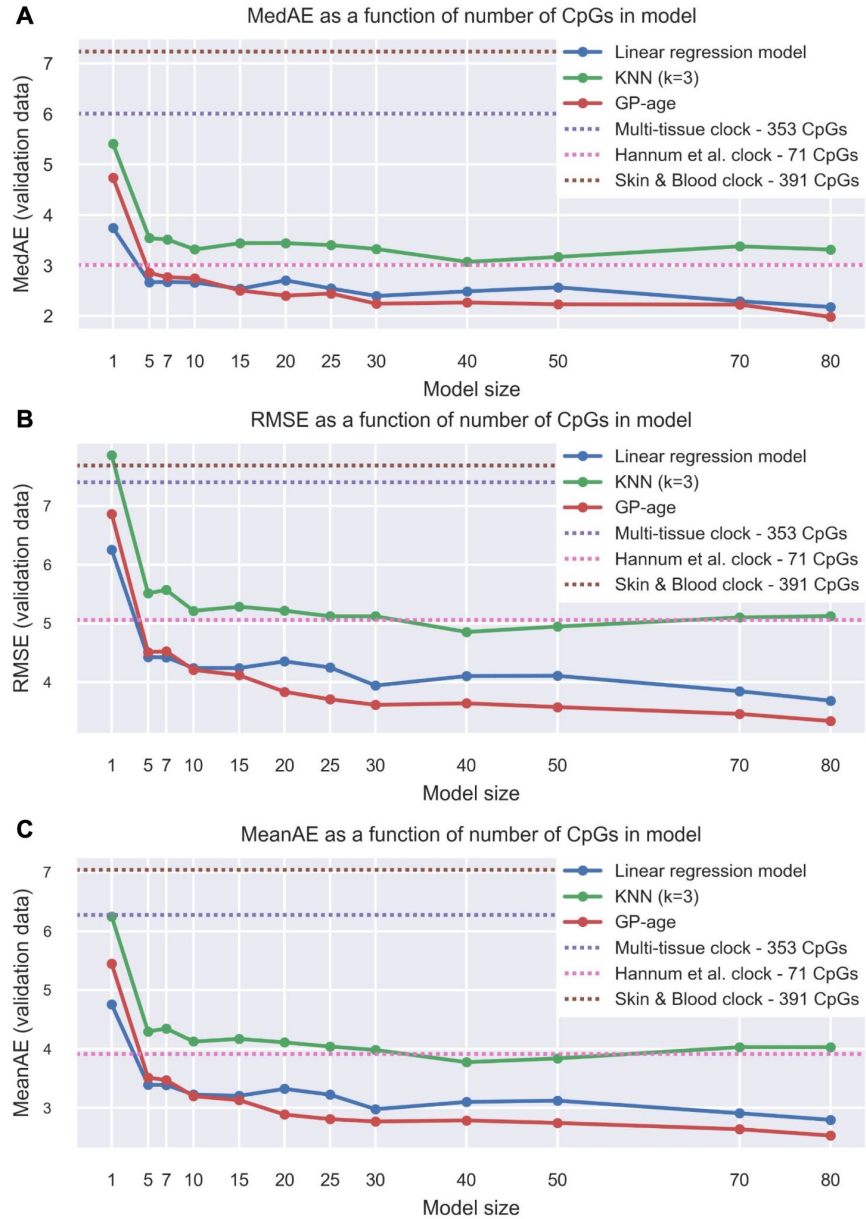 A
MedAE as a function of number of CpGs in model
MedAE (validation data)
7
6
5
4
3
2
Linear regression model
KNN (k=3)
GP-age
Multi-tissue clock - 353 CpGs
Hannum et al. clock - 71 CpGs
Skin & Blood clock - 391 CpGs
1 5 7 10 15 20 25 30 40 50 70 80
Model size
B
RMSE as a function of number of CpGs in model
RMSE (validation data)
7
6
5
4
Linear regression model
KNN (k=3)
GP-age
Multi-tissue clock - 353 CpGs
Hannum et al. clock - 71 CpGs
Skin & Blood clock - 391 CpGs
1 5 7 10 15 20 25 30 40 50 70 80
Model size
C
MeanAE as a function of number of CpGs in model
MeanAE (validation data)
7
6
5
4
3
Linear regression model
KNN (k=3)
GP-age
Multi-tissue clock - 353 CpGs
Hannum et al. clock - 71 CpGs
Skin & Blood clock - 391 CpGs
1 5 7 10 15 20 25 30 40 50 70 80
Model size